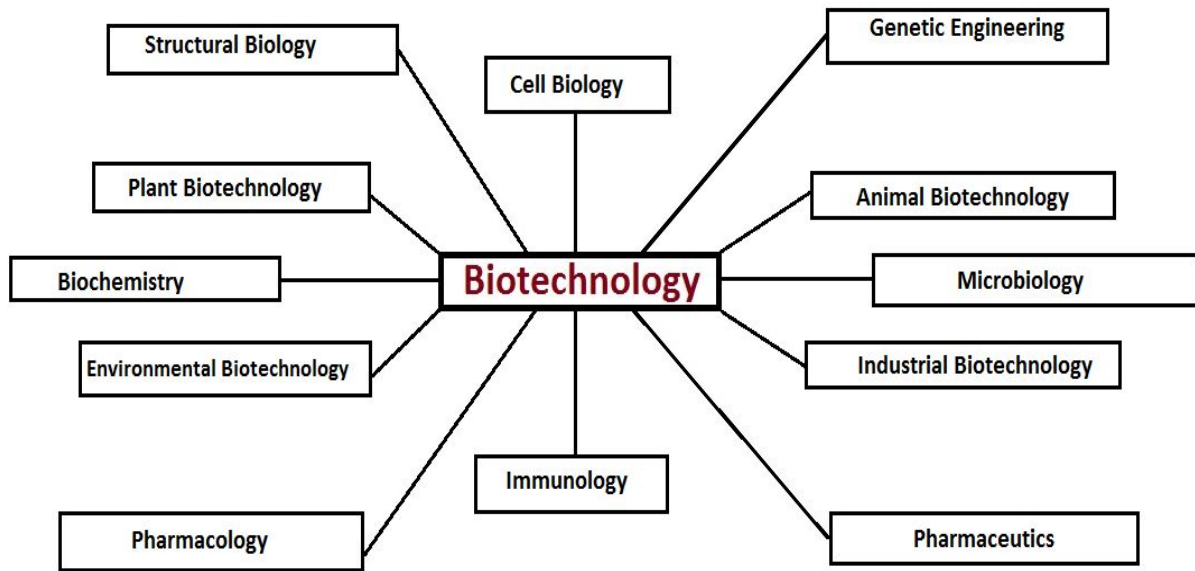 Structural Biology
Genetic Engineering
Cell Biology
Plant Biotechnology
Animal Biotechnology
Biochemistry
Biotechnology
Microbiology
Environmental Biotechnology
Industrial Biotechnology
Immunology
Pharmacology
Pharmaceutics